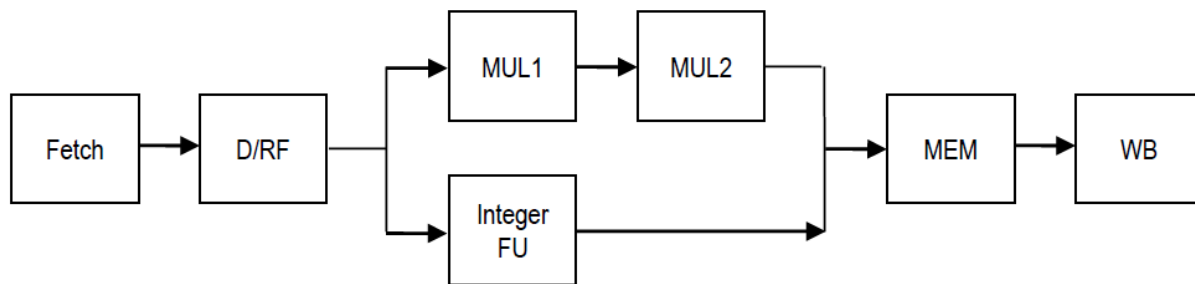 Fetch
D/RF
MUL1
MUL2
Integer
FU
MEM
WB